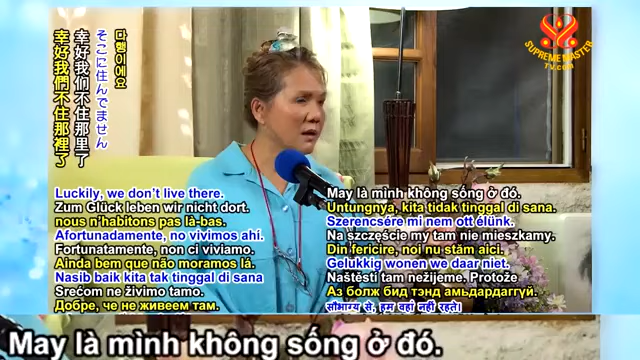 SUPREME MASTER
TV.com
다행이에요
そこに住んでません
幸好我们不住那里了
幸好我們不住那裡了
Luckily, we don't live there.
Zum Glück leben wir nicht dort.
nous n'habitons pas là-bas.
Afortunadamente, no vivimos ahí.
Fortunatamente, non ci viviamo.
Ainda bem que não moramos lá.
Nasib baik kita tak tinggal di sana
Srećom ne živimo tamo.
Добре, че не живеем там.
May là mình không sống ở đó.
Untungnya, kita tidak tinggal di sana.
Szerencsére mi nem ott élünk.
Na szczęście my tam nie mieszkamy.
Din fericire, noi nu stăm aici.
Gelukkig wonen we daar niet.
Naštěstí tam nežijeme. Protože
Аз болж бид тэнд амьдардаггүй.
सौभाग्य से, हम वहां नहीं रहते।
May là mình không sống ở đó.